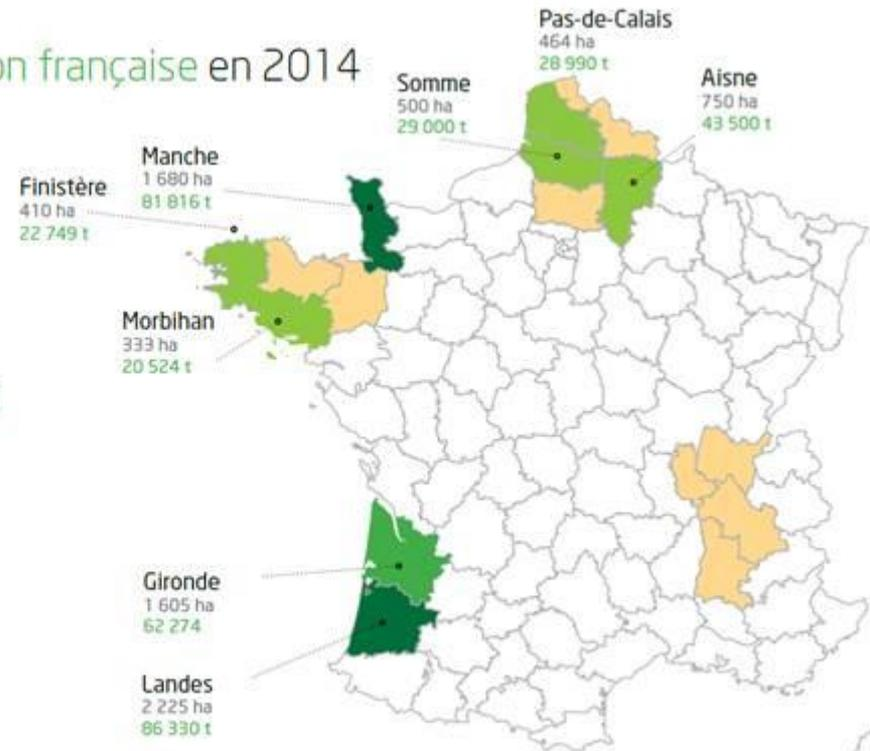 on française en 2014
Pas-de-Calais
464 ha
28 990 t
Somme
500 ha
29 000 t
Aisne
750 ha
43 500 t
Manche
1 680 ha
81 816 t
Finistère
410 ha
22 749 t
Morbihan
333 ha
20 524 t
Gironde
1 605 ha
62 274
Landes
2 225 ha
86 330 t